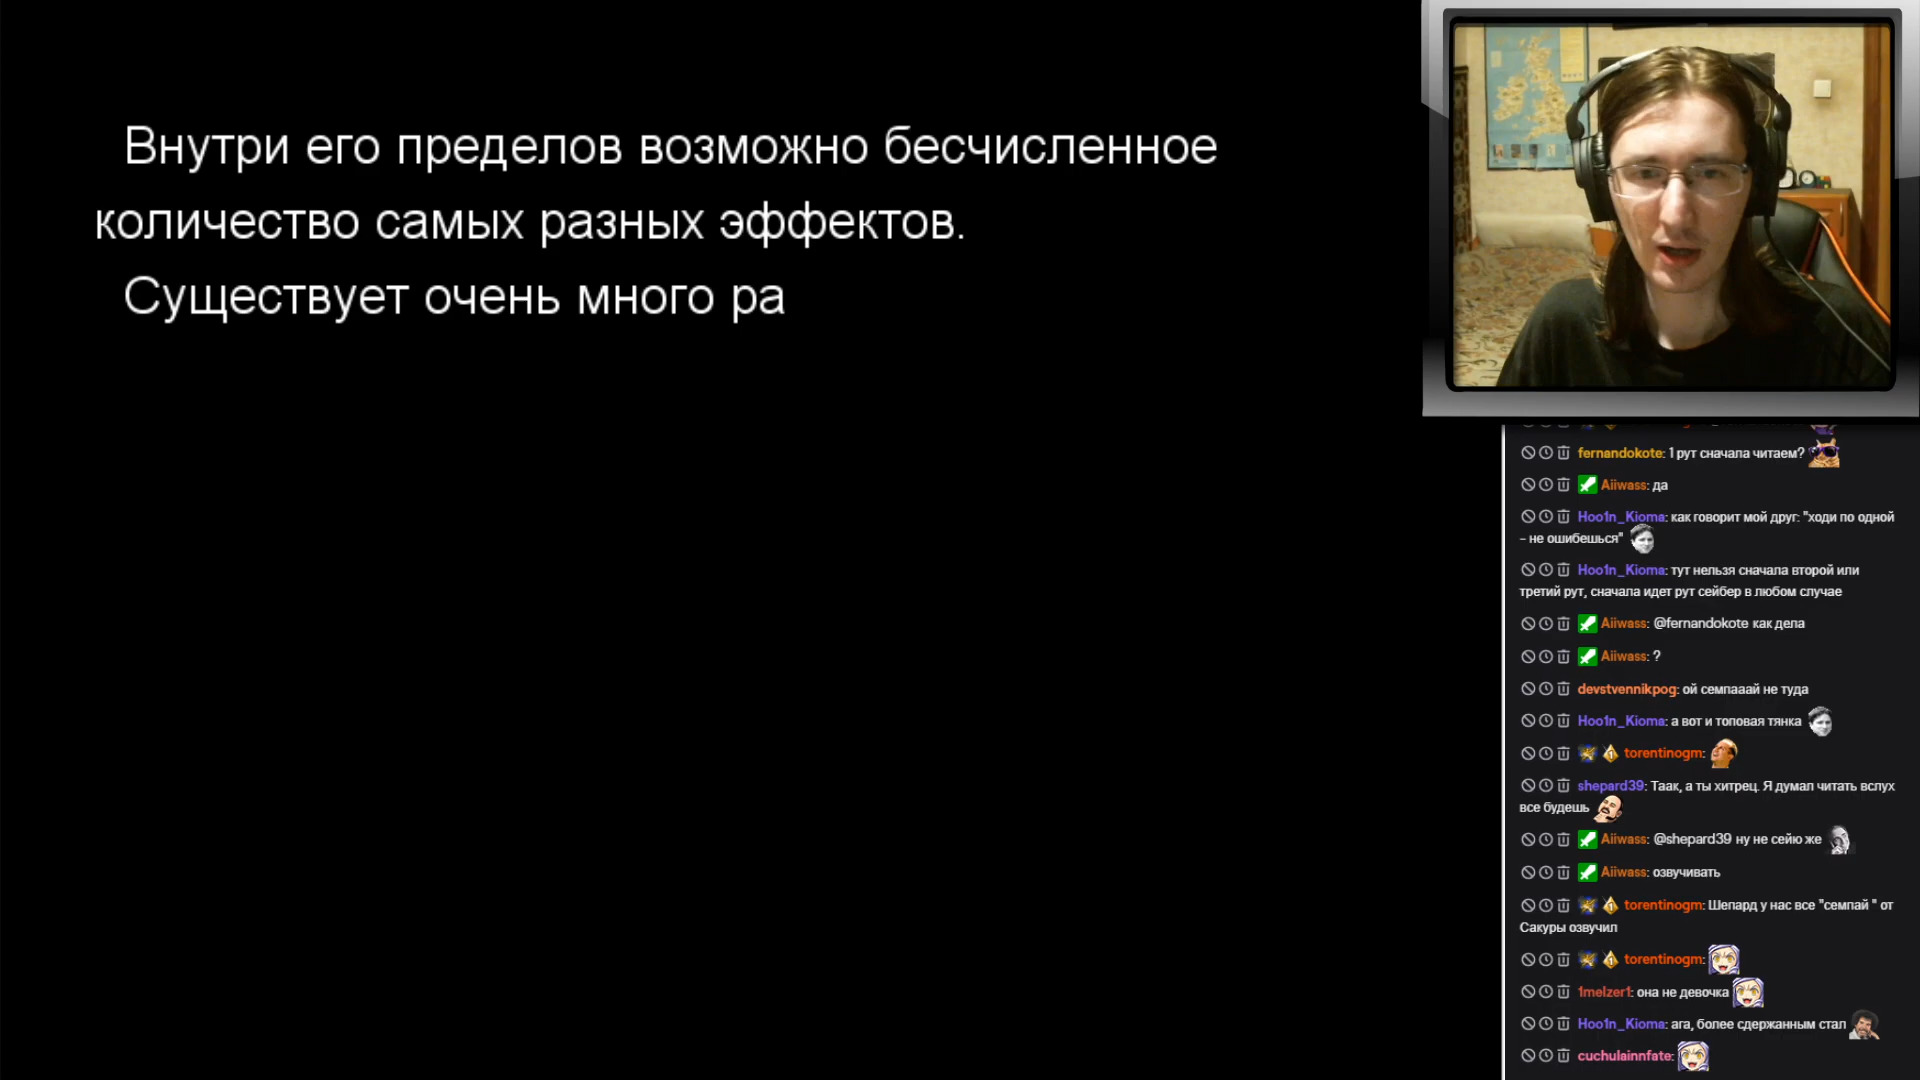 Внутри его пределов возможно бесчисленное
количество самых разных эффектов.
Существует очень много ра
fernandokote: 1 рут сначала читаем?
Aiiwass: да
Hoo1n_Kioma: как говорит мой друг: "ходи по одной
– не ошибешься"
Hoo1n_Kioma: тут нельзя сначала второй или
третий рут, сначала идет рут сейбер в любом случае
Aiiwass: @fernandokote как дела
Aiiwass: ?
devstvennikpog: ой семпааай не туда
Hoo1n_Kioma: а вот и топовая тянка
torentinogm:
shepard39: Таак, а ты хитрец. Я думал читать вслух
все будешь
Aiiwass: @shepard39 ну не сейю же
Aiiwass: озвучивать
torentinogm: Шепард у нас все "семпай " от
Сакуры озвучил
torentinogm:
1melzer1: она не девочка
Hoo1n_Kioma: ага, более сдержанным стал
cuchulainnfate: